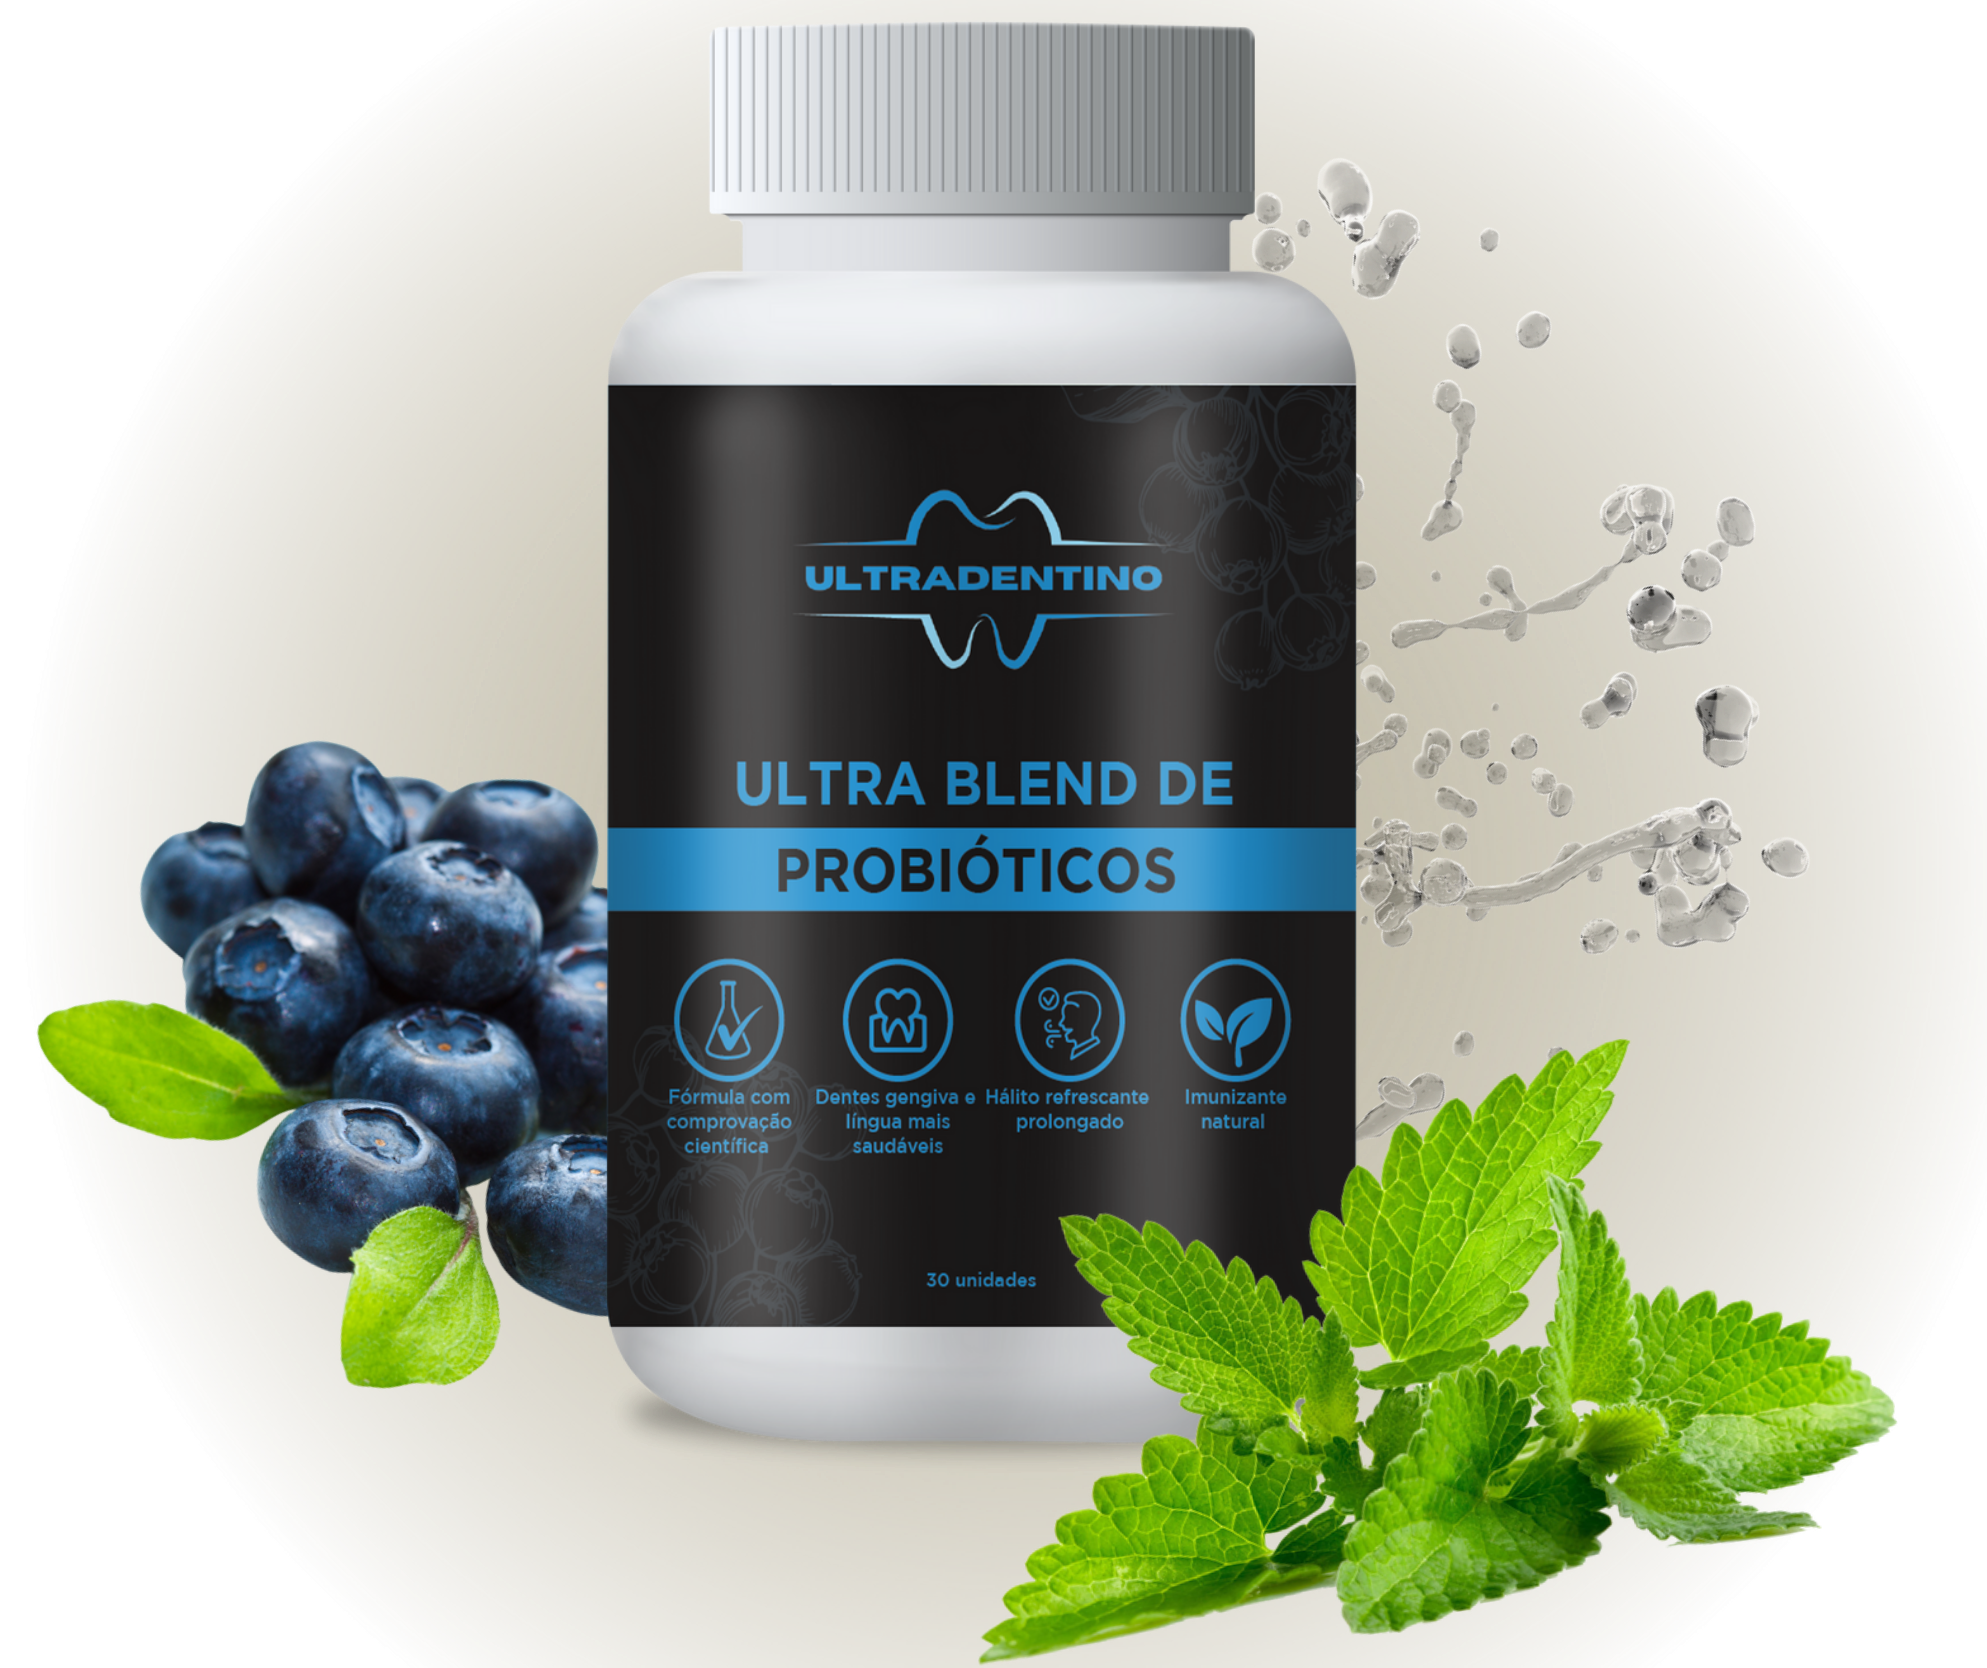 ULTRADENTINO
ULTRA BLEND DE
PROBIÓTICOS
Fórmula com
comprovação
científica
Dentes gengiva e
língua mais
saudáveis
Hálito refrescante
prolongado
Imunizante
natural
30 unidades